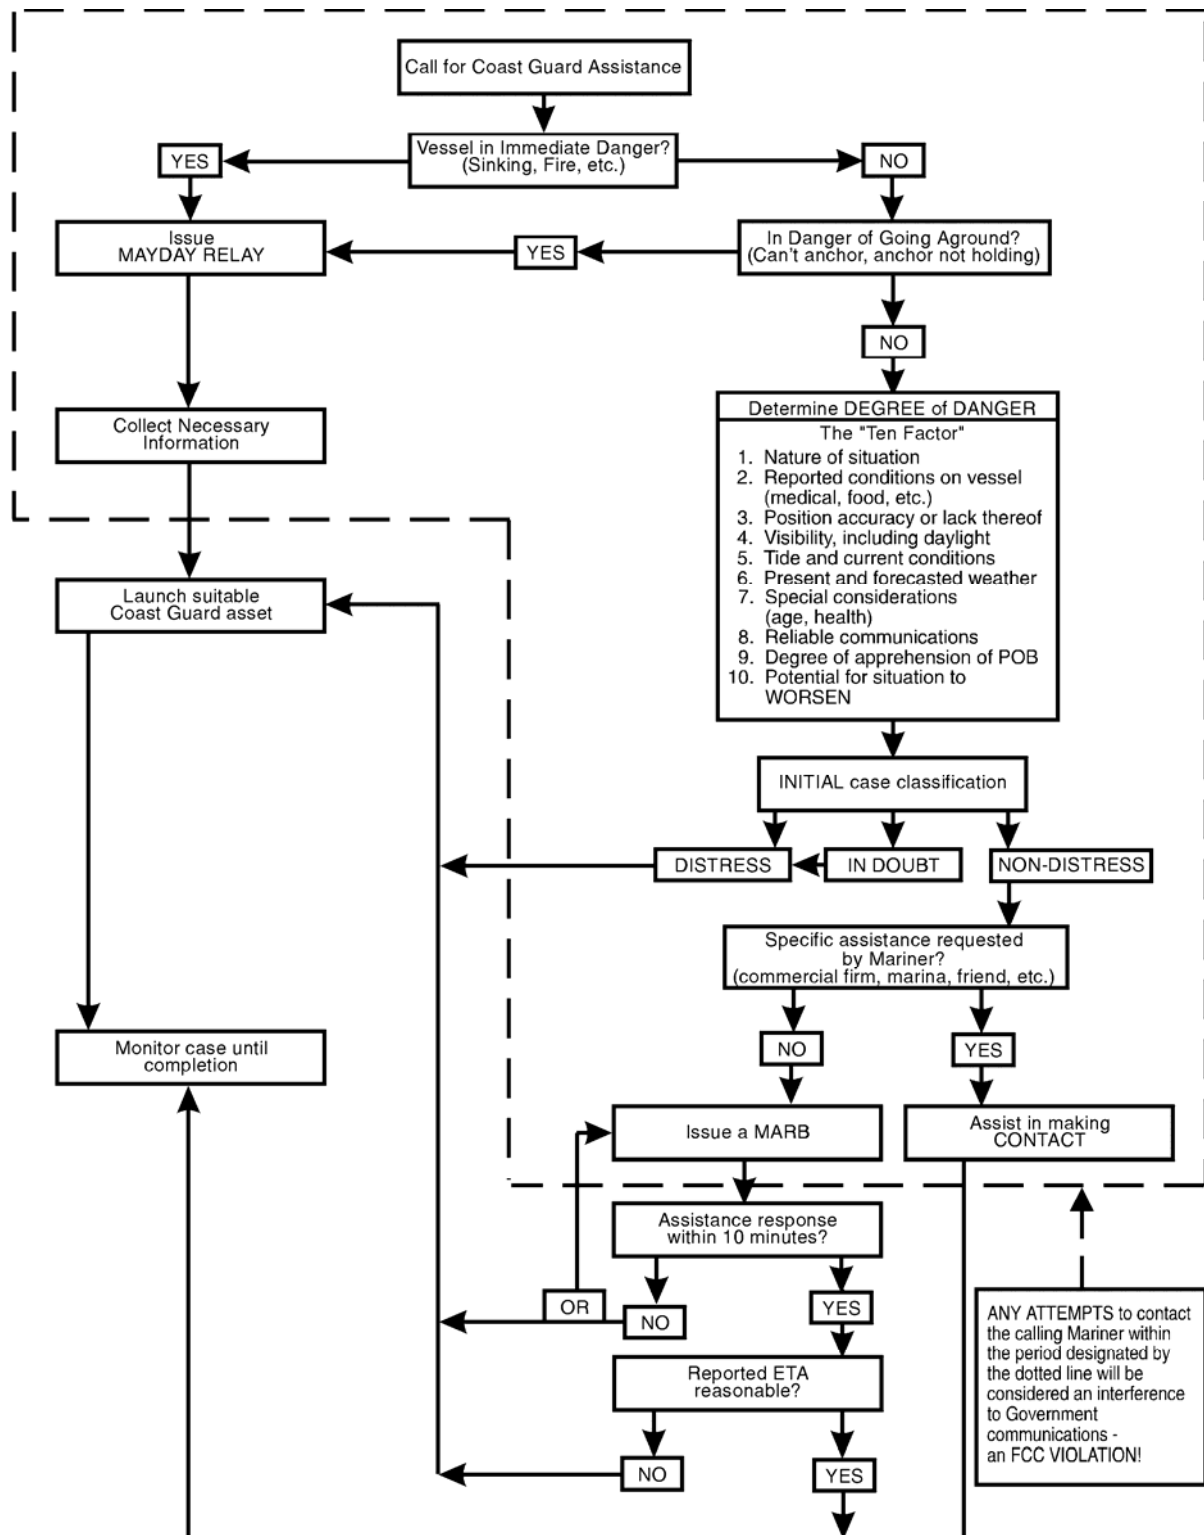 Call for Coast Guard Assistance
Vessel in Immediate Danger?
(Sinking, Fire, etc.)
YES
NO
Issue
MAYDAY RELAY
YES
In Danger of Going Aground?
(Can't anchor, anchor not holding)
NO
Collect Necessary
Information
Determine DEGREE of DANGER
The "Ten Factor"
1. Nature of situation
2. Reported conditions on vessel
(medical, food, etc.)
3. Position accuracy or lack thereof
4. Visibility, including daylight
5. Tide and current conditions
6. Present and forecasted weather
7. Special considerations
(age, health)
8. Reliable communications
9. Degree of apprehension of POB
10. Potential for situation to
WORSEN
Launch suitable
Coast Guard asset
INITIAL case classification
DISTRESS
IN DOUBT
NON-DISTRESS
Specific assistance requested
by Mariner?
(commercial firm, marina, friend, etc.)
NO
YES
Monitor case until
completion
Issue a MARB
Assist in making
CONTACT
Assistance response
within 10 minutes?
OR
NO
YES
Reported ETA
reasonable?
NO
YES
ANY ATTEMPTS to contact
the calling Mariner within
the period designated by
the dotted line will be
considered an interference
to Government
communications -
an FCC VIOLATION!